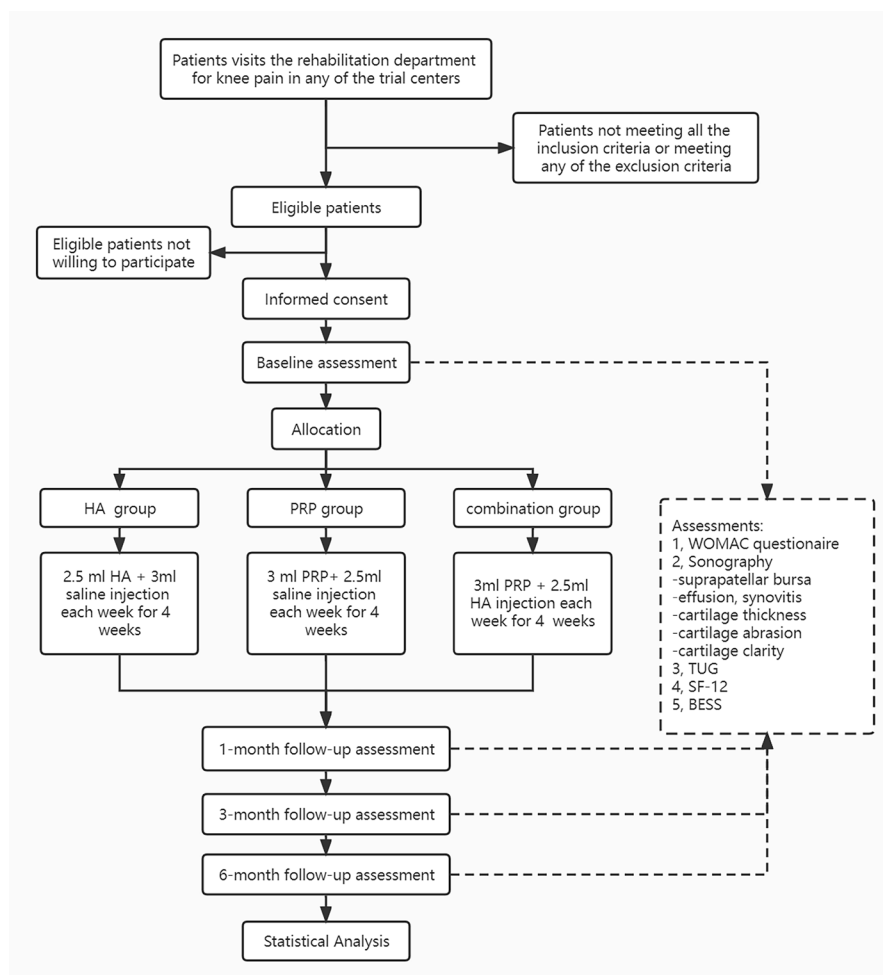 Patients visits the rehabilitation department
for knee pain in any of the trial centers
Patients not meeting all the
inclusion criteria or meeting
any of the exclusion criteria
Eligible patients
Eligible patients not
willing to participate
Informed consent
Baseline assessment
Allocation
HA group
PRP group
combination group
2.5 ml HA + 3ml
saline injection
each week for 4
weeks
3 ml PRP+ 2.5ml
saline injection
each week for 4
weeks
3ml PRP + 2.5ml
HA injection each
week for 4 weeks
Assessments:
1, WOMAC questionaire
2, Sonography
-suprapatellar bursa
-effusion, synovitis
-cartilage thickness
-cartilage abrasion
-cartilage clarity
3, TUG
4, SF-12
5, BESS
1-month follow-up assessment
3-month follow-up assessment
6-month follow-up assessment
Statistical Analysis